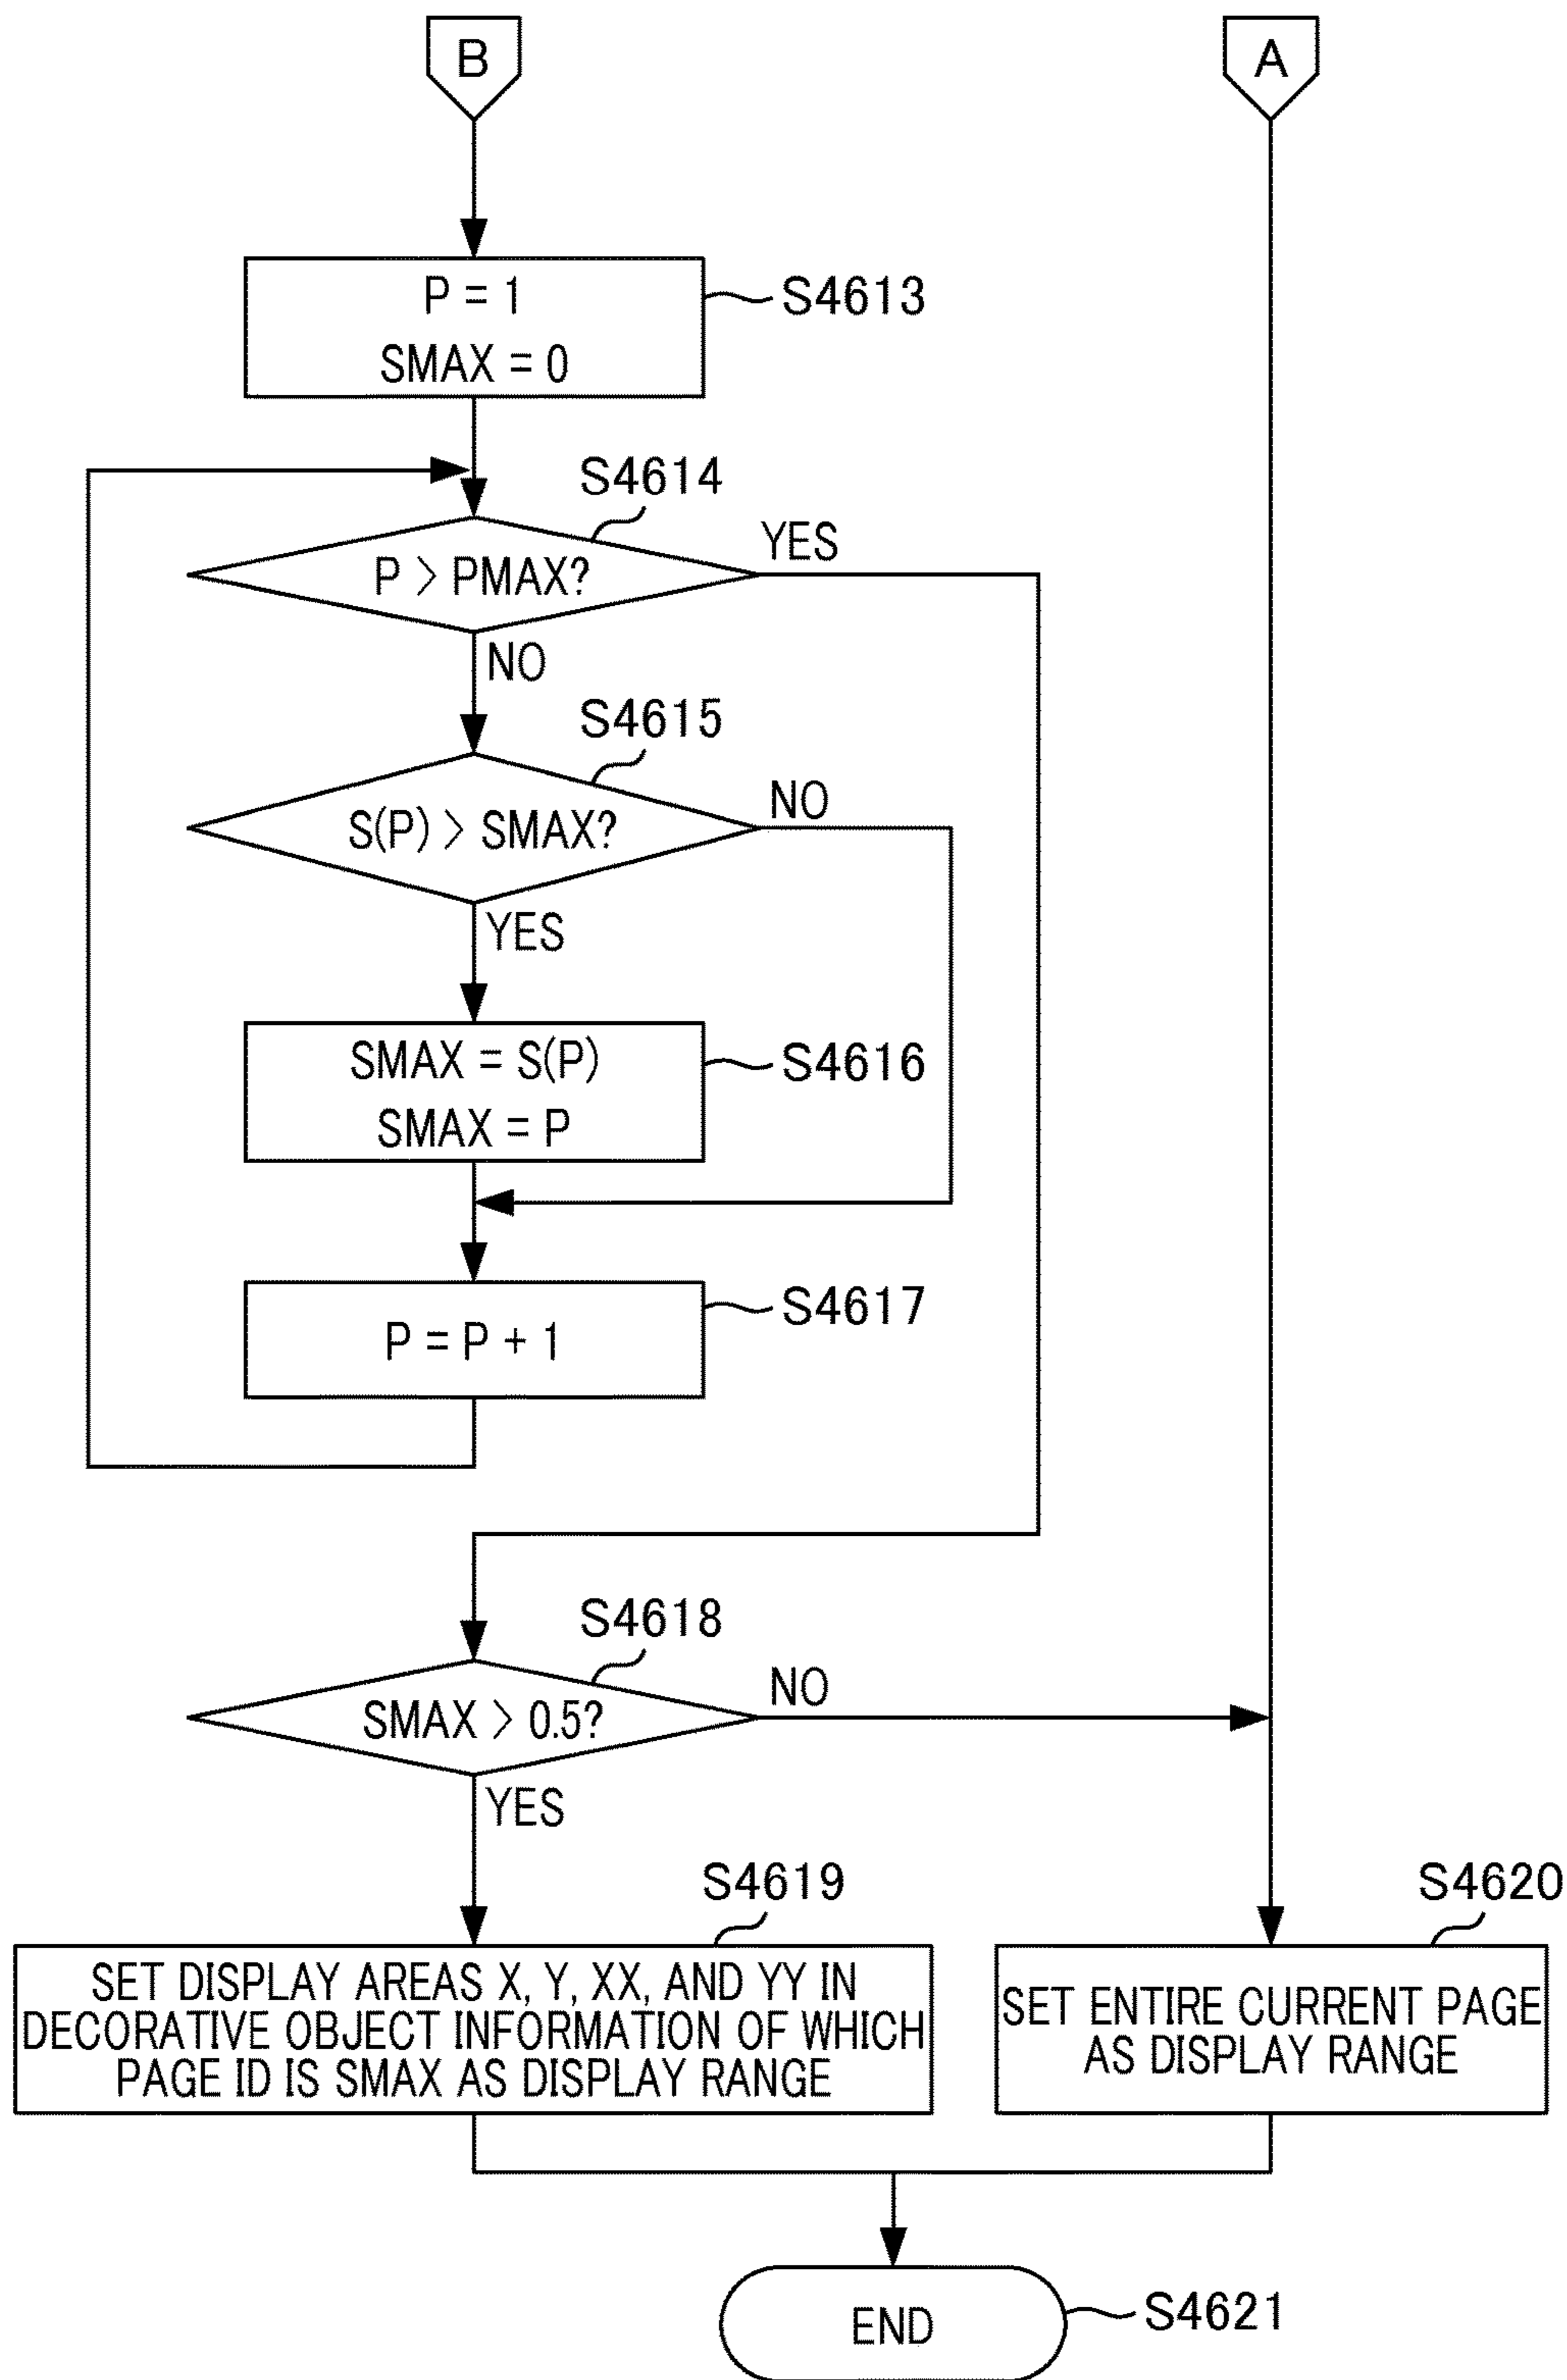 B
A
P = 1
SMAX = 0
S4613
S4614
P > PMAX?
YES
NO
S4615
S(P) > SMAX?
NO
YES
SMAX = S(P)
SMAX = P
S4616
P = P + 1
S4617
S4618
SMAX > 0.5?
NO
YES
S4619
SET DISPLAY AREAS X, Y, XX, AND YY IN
DECORATIVE OBJECT INFORMATION OF WHICH
PAGE ID IS SMAX AS DISPLAY RANGE
S4620
SET ENTIRE CURRENT PAGE
AS DISPLAY RANGE
END
S4621